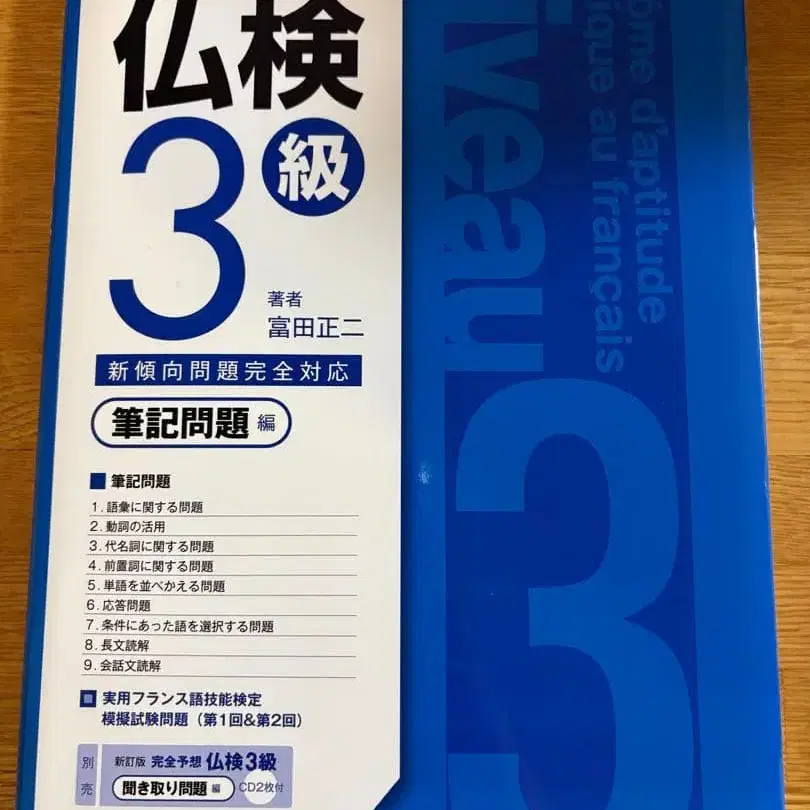 仏検
3級
著者
富田正二
新傾向問題完全対応
筆記問題 編
■ 筆記問題
1. 語彙に関する問題
2. 動詞の活用
3. 代名詞に関する問題
4. 前置詞に関する問題
5. 単語を並べかえる問題
6. 応答問題
7. 条件にあった語を選択する問題
8. 長文読解
9. 会話文読解
■ 実用フランス語技能検定
模擬試験問題（第1回&第2回）
別売
新訂版 完全予想 仏検3級
聞き取り問題 編 CD2枚付
ôme d'aptitude
ique au français
iveau
3